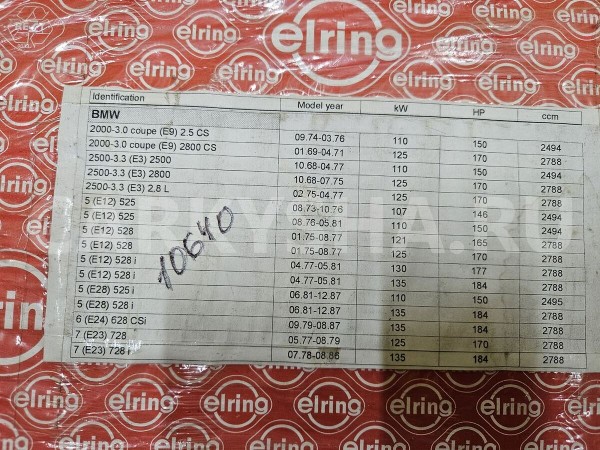 elring
Identification Model year kW HP ccm
BMW
2000-3.0 coupe (E9) 2.5 CS 09.74-03.76 110 150 2494
2000-3.0 coupe (E9) 2800 CS 01.69-04.71 125 170 2788
2500-3.3 (E3) 2500 10.68-04.77 110 150 2494
2500-3.3 (E3) 2800 10.68-07.75 125 170 2788
2500-3.3 (E3) 2.8 L 02.75-04.77 125 170 2788
5 (E12) 525 08.73-10.76 107 146 2494
5 (E12) 525 08.76-05.81 110 150 2494
5 (E12) 528 01.75-08.77 121 165 2788
5 (E12) 528 01.75-08.77 125 170 2788
5 (E12) 528 i 04.77-05.81 130 177 2788
5 (E12) 528 i 04.77-05.81 135 184 2788
5 (E28) 525 i 06.81-12.87 110 150 2495
5 (E28) 528 i 06.81-12.87 135 184 2788
6 (E24) 628 CSi 09.79-08.87 135 184 2788
7 (E23) 728 05.77-08.79 125 170 2788
7 (E23) 728 i 07.78-08.86 135 184 2788
10640
elring
elring
elring
elring